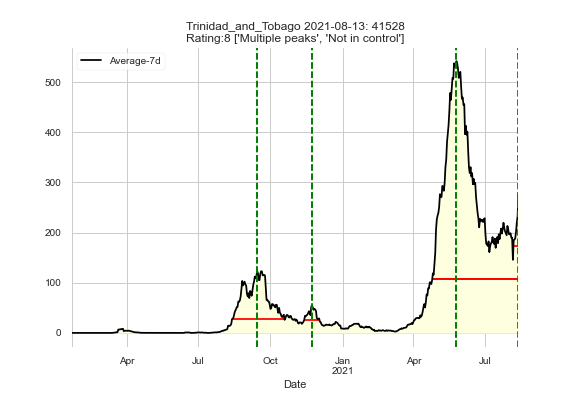 Trinidad_and_Tobago 2021-08-13: 41528
Rating:8 ['Multiple peaks', 'Not in control']
Average-7d
500
400
300
200
100
0
Apr Jul Oct Jan Apr Jul
2021
Date